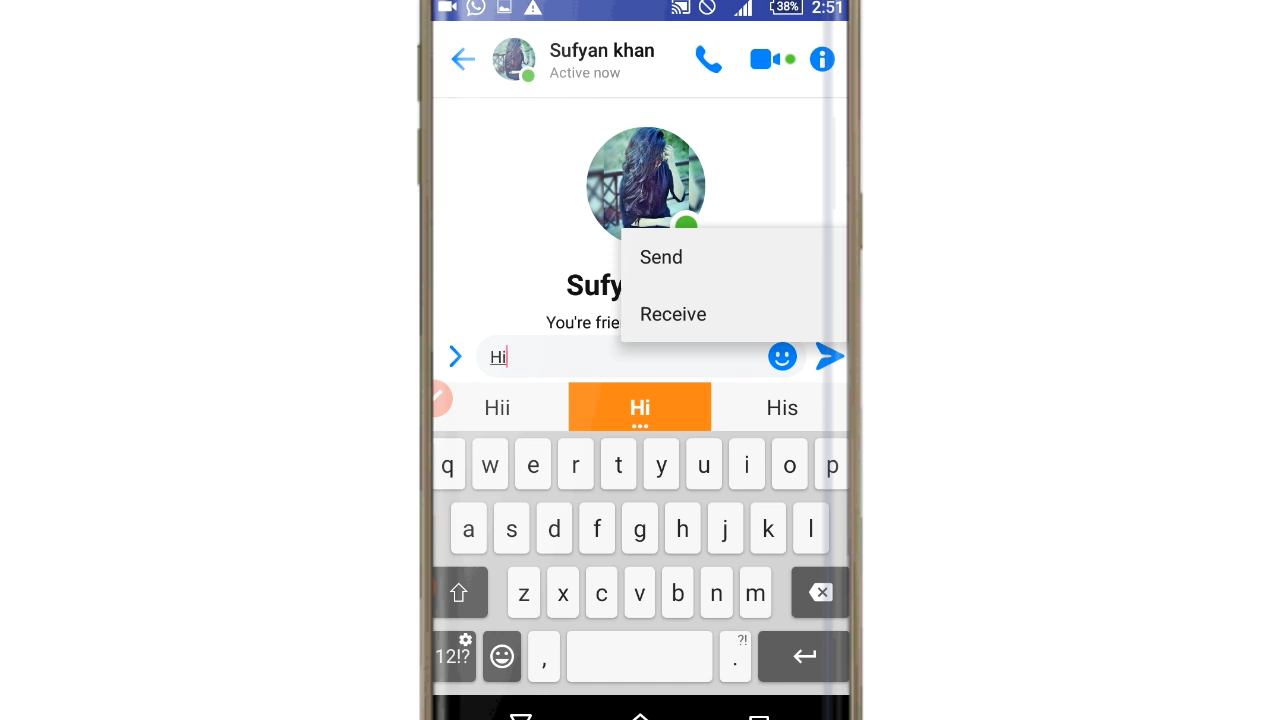 38% 2:51
Sufyan khan
Active now
Send
Sufy
Receive
You're frie
Hi
Hii Hi His
q w e r t y u i o p
a s d f g h j k l
z x c v b n m
12!? , ?! .